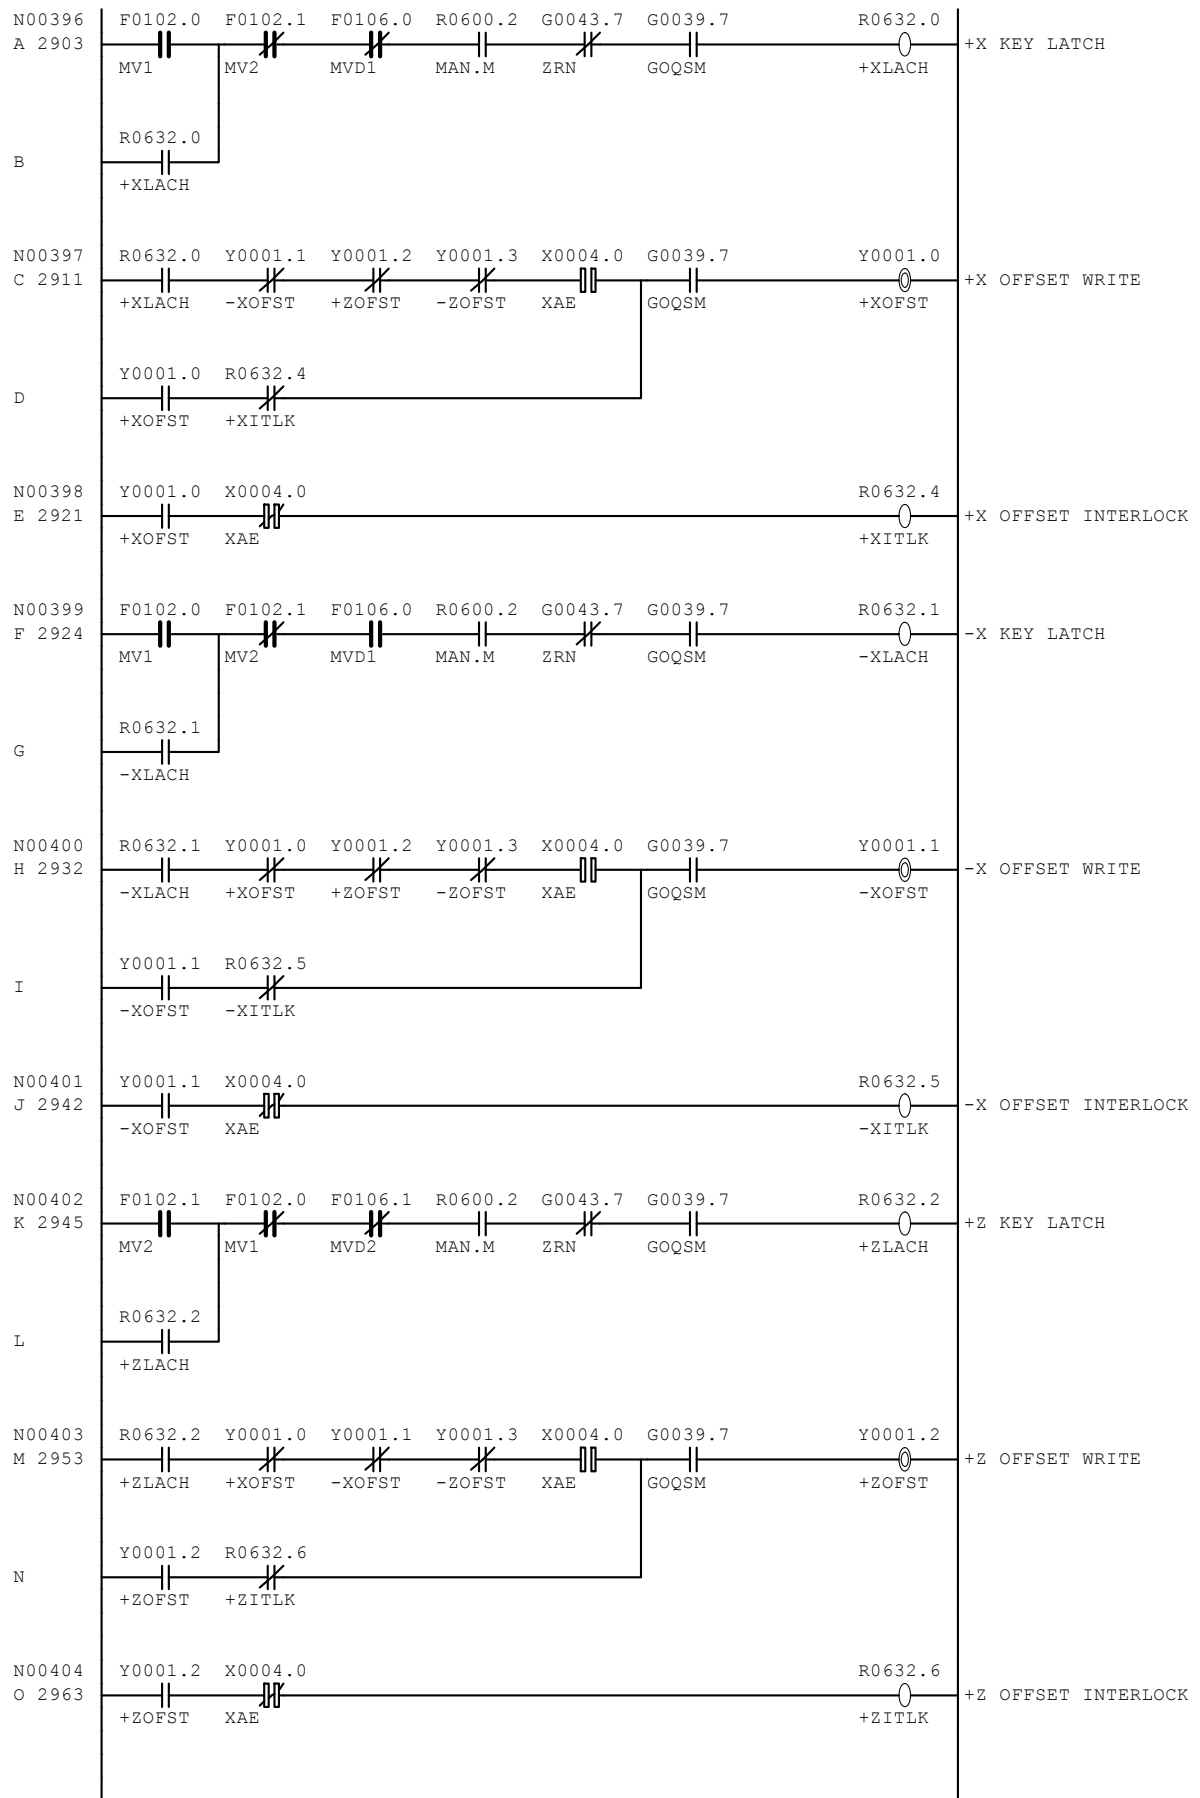 N00396 F0102.0 F0102.1 F0106.0 R0600.2 G0043.7 G0039.7 R0632.0
A 2903 +X KEY LATCH
MV1 MV2 MVD1 MAN.M ZRN GOQSM +XLACH
R0632.0
B
+XLACH
N00397 R0632.0 Y0001.1 Y0001.2 Y0001.3 X0004.0 G0039.7 Y0001.0
C 2911 +X OFFSET WRITE
+XLACH -XOFST +ZOFST -ZOFST XAE GOQSM +XOFST
Y0001.0 R0632.4
D
+XOFST +XITLK
N00398 Y0001.0 X0004.0 R0632.4
E 2921 +X OFFSET INTERLOCK
+XOFST XAE +XITLK
N00399 F0102.0 F0102.1 F0106.0 R0600.2 G0043.7 G0039.7 R0632.1
F 2924 -X KEY LATCH
MV1 MV2 MVD1 MAN.M ZRN GOQSM -XLACH
R0632.1
G
-XLACH
N00400 R0632.1 Y0001.0 Y0001.2 Y0001.3 X0004.0 G0039.7 Y0001.1
H 2932 -X OFFSET WRITE
-XLACH +XOFST +ZOFST -ZOFST XAE GOQSM -XOFST
Y0001.1 R0632.5
I
-XOFST -XITLK
N00401 Y0001.1 X0004.0 R0632.5
J 2942 -X OFFSET INTERLOCK
-XOFST XAE -XITLK
N00402 F0102.1 F0102.0 F0106.1 R0600.2 G0043.7 G0039.7 R0632.2
K 2945 +Z KEY LATCH
MV2 MV1 MVD2 MAN.M ZRN GOQSM +ZLACH
R0632.2
L
+ZLACH
N00403 R0632.2 Y0001.0 Y0001.1 Y0001.3 X0004.0 G0039.7 Y0001.2
M 2953 +Z OFFSET WRITE
+ZLACH +XOFST -XOFST -ZOFST XAE GOQSM +ZOFST
Y0001.2 R0632.6
N
+ZOFST +ZITLK
N00404 Y0001.2 X0004.0 R0632.6
O 2963 +Z OFFSET INTERLOCK
+ZOFST XAE +ZITLK